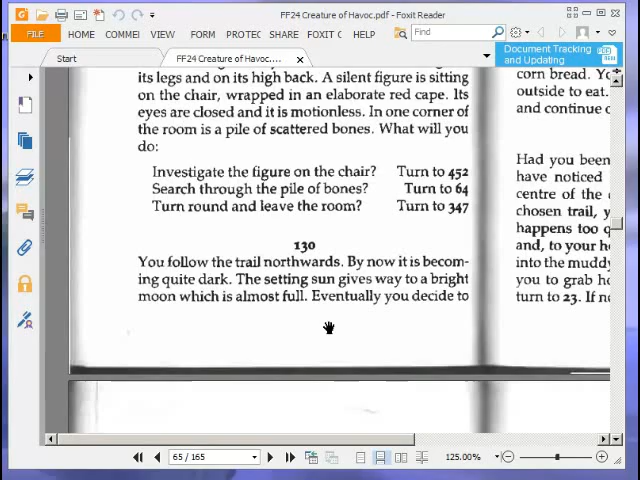 FF24 Creature of Havoc.pdf - Foxit Reader
FILE HOME COMME FORM PROTEC SHARE FOXIT C HELP
Find
Start
FF24 Creature of Havoc.pdf
Document Tracking
and Updating
its legs and on its high back. A silent figure is sitting
on the chair, wrapped in an elaborate red cape. Its
eyes are closed and it is motionless. In one corner of
the room is a pile of scattered bones. What will you
do:
Investigate the figure on the chair? Turn to 452
Search through the pile of bones? Turn to 64
Turn round and leave the room? Turn to 347
130
You follow the trail northwards. By now it is becom-
ing quite dark. The setting sun gives way to a bright
moon which is almost full. Eventually you decide to
corn bread. Yo
outside to eat.
and continue o
Had you been
have noticed
centre of the
chosen trail, y
happens too q
and, to your ho
into the muddy
you to grab ho
turn to 23. If no
65 / 165
125.00%